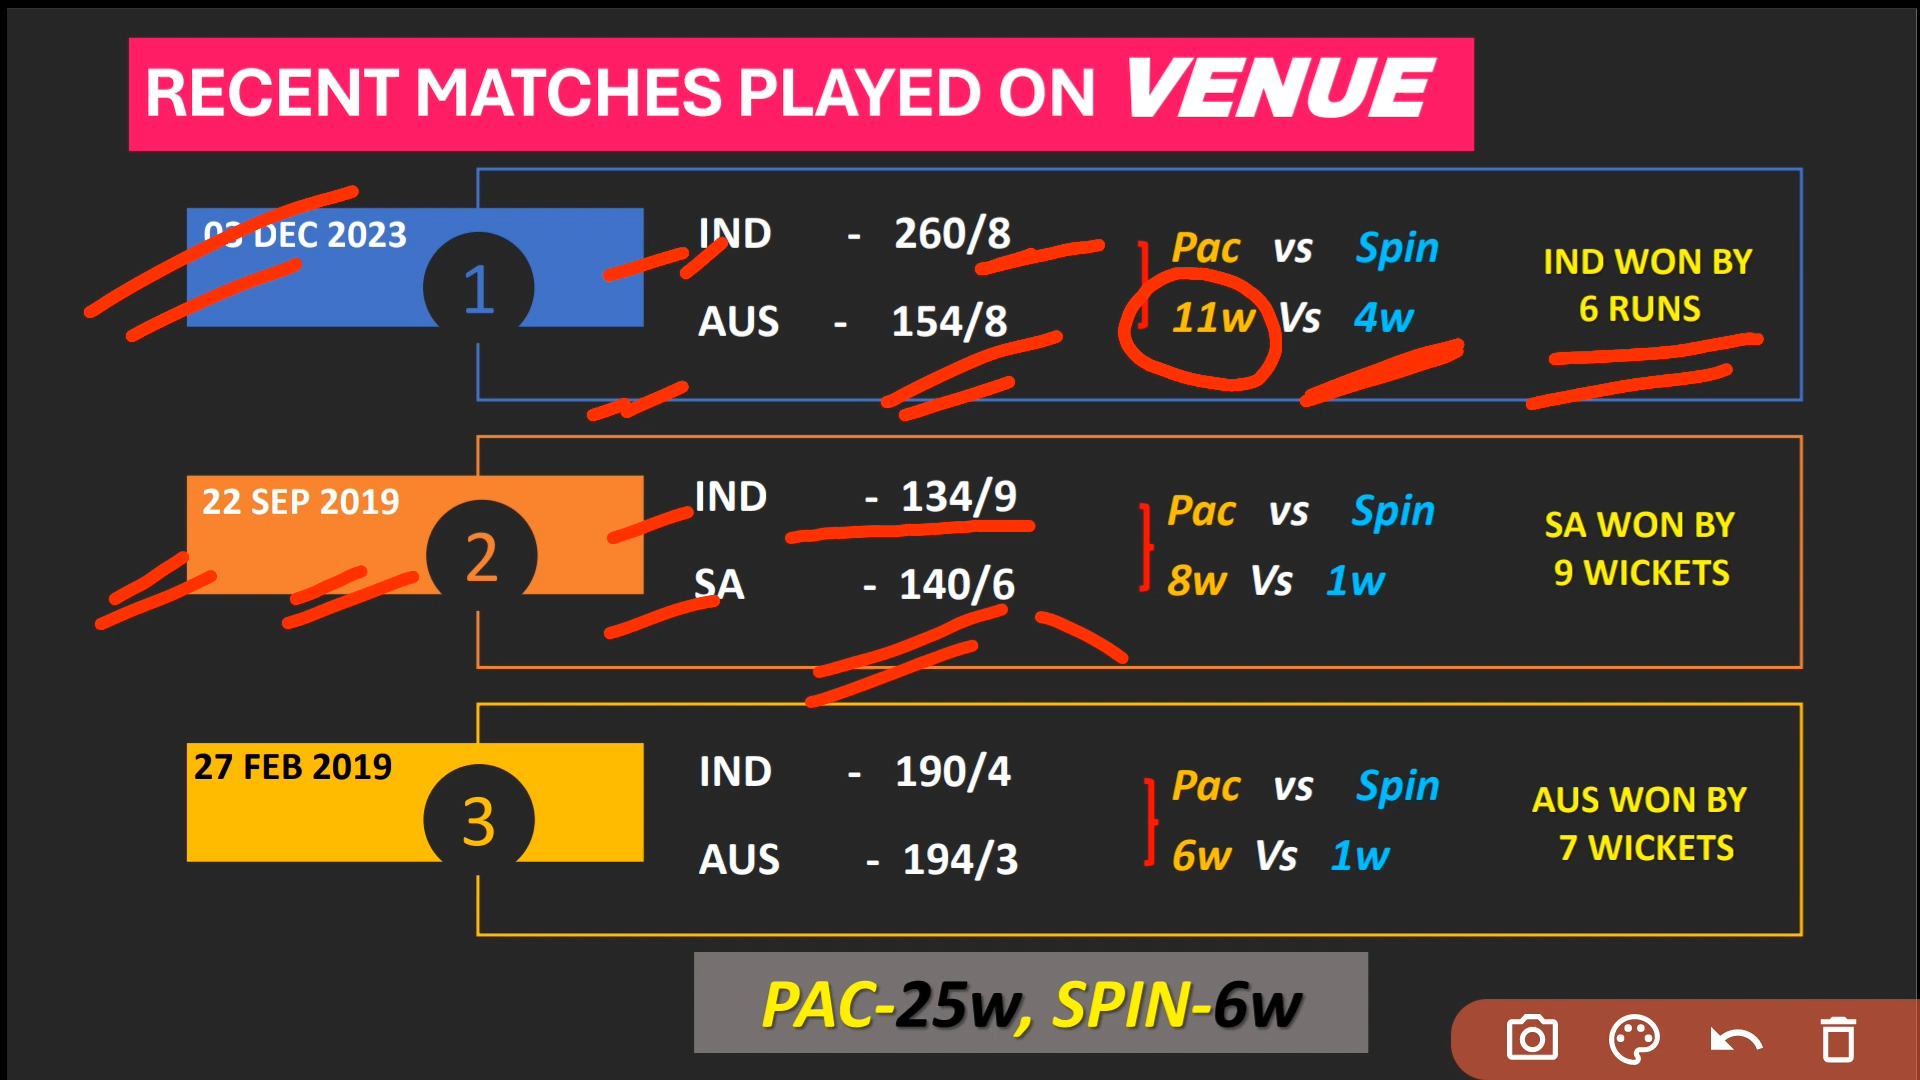 RECENT MATCHES PLAYED ON VENUE
03 DEC 2023
1
IND - 260/8
AUS - 154/8
Pac vs Spin
11w Vs 4w
IND WON BY
6 RUNS
22 SEP 2019
2
IND - 134/9
SA - 140/6
Pac vs Spin
8w Vs 1w
SA WON BY
9 WICKETS
27 FEB 2019
3
IND - 190/4
AUS - 194/3
Pac vs Spin
6w Vs 1w
AUS WON BY
7 WICKETS
PAC-25w, SPIN-6w